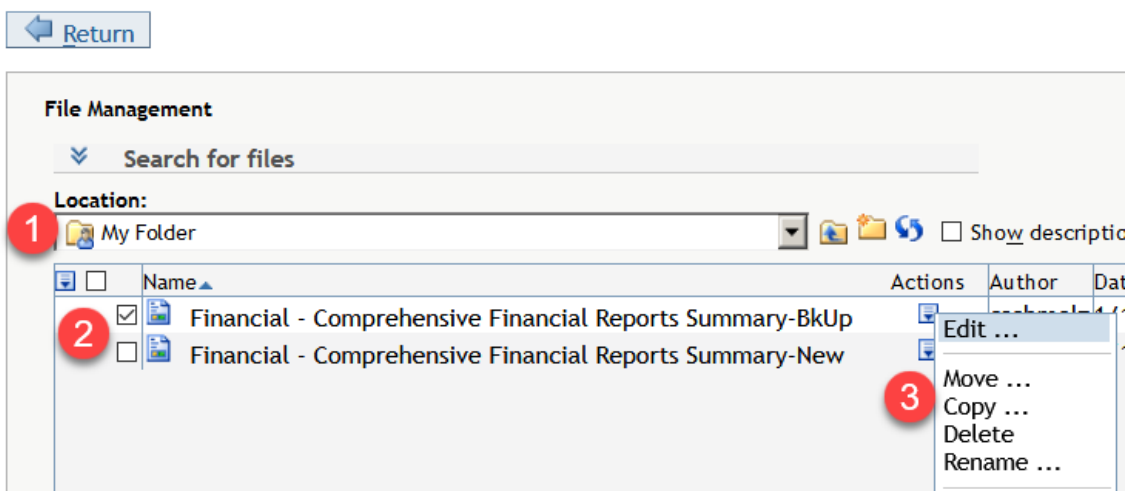 Return
File Management
Search for files
Location:
1
My Folder
Show descriptio
Name
Actions
Author
Dat
2
Financial - Comprehensive Financial Reports Summary-BkUp
Financial - Comprehensive Financial Reports Summary-New
Edit ...
3
Move ...
Copy ...
Delete
Rename ...